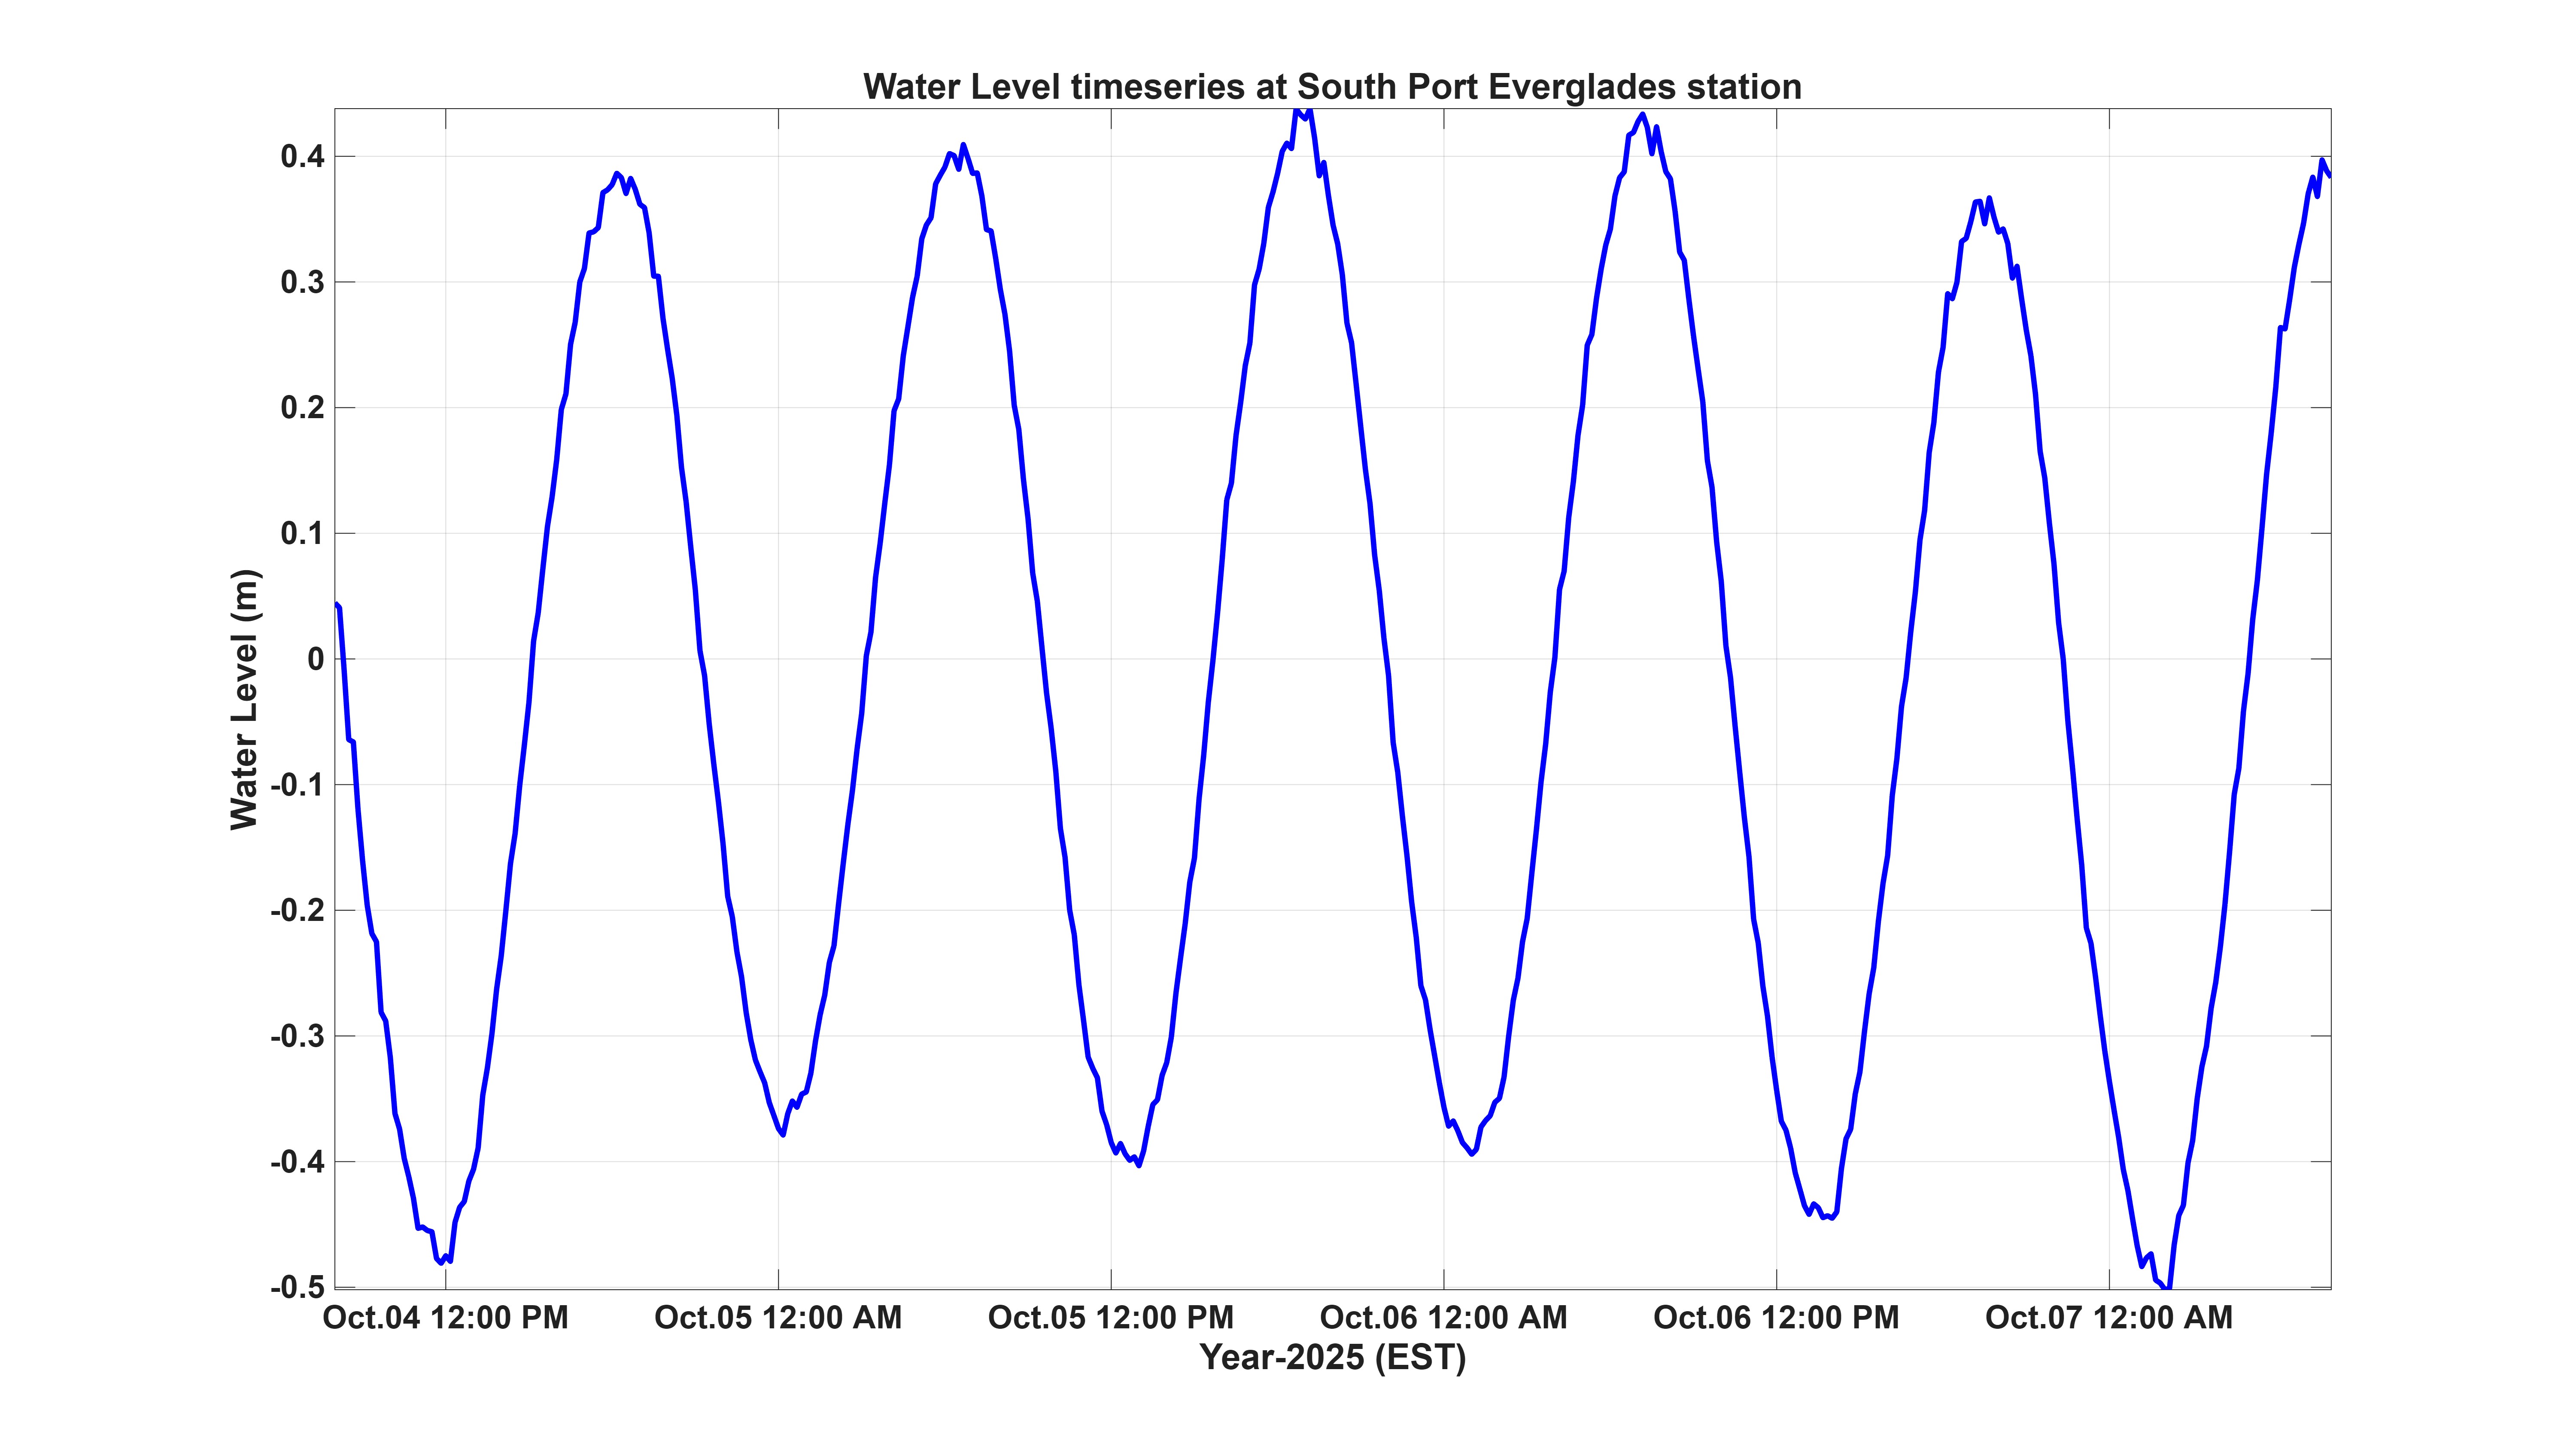 Water Level timeseries at South Port Everglades station
Water Level (m)
0.4
0.3
0.2
0.1
0
-0.1
-0.2
-0.3
-0.4
-0.5
Oct.04 12:00 PM Oct.05 12:00 AM Oct.05 12:00 PM Oct.06 12:00 AM Oct.06 12:00 PM Oct.07 12:00 AM
Year-2025 (EST)